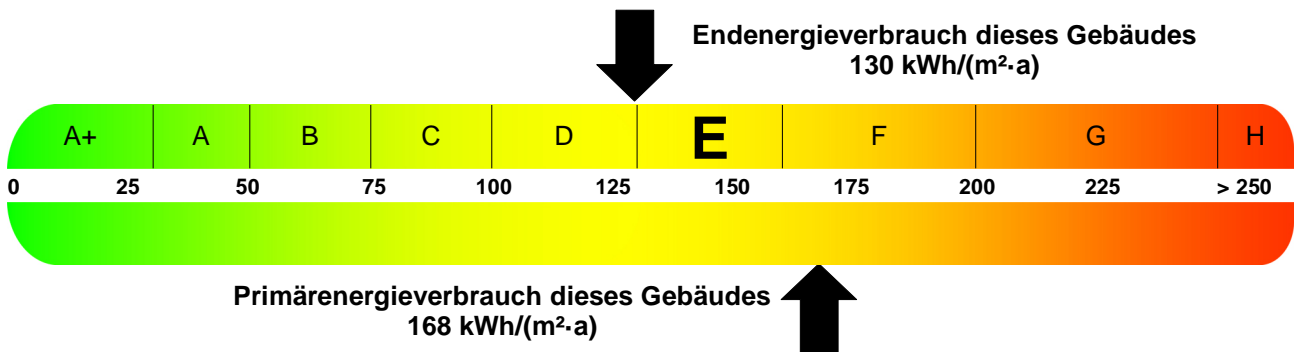 Endenergieverbrauch dieses Gebäudes
130 kWh/(m²·a)
A+ A B C D E F G H
0 25 50 75 100 125 150 175 200 225 > 250
Primärenergieverbrauch dieses Gebäudes
168 kWh/(m²·a)